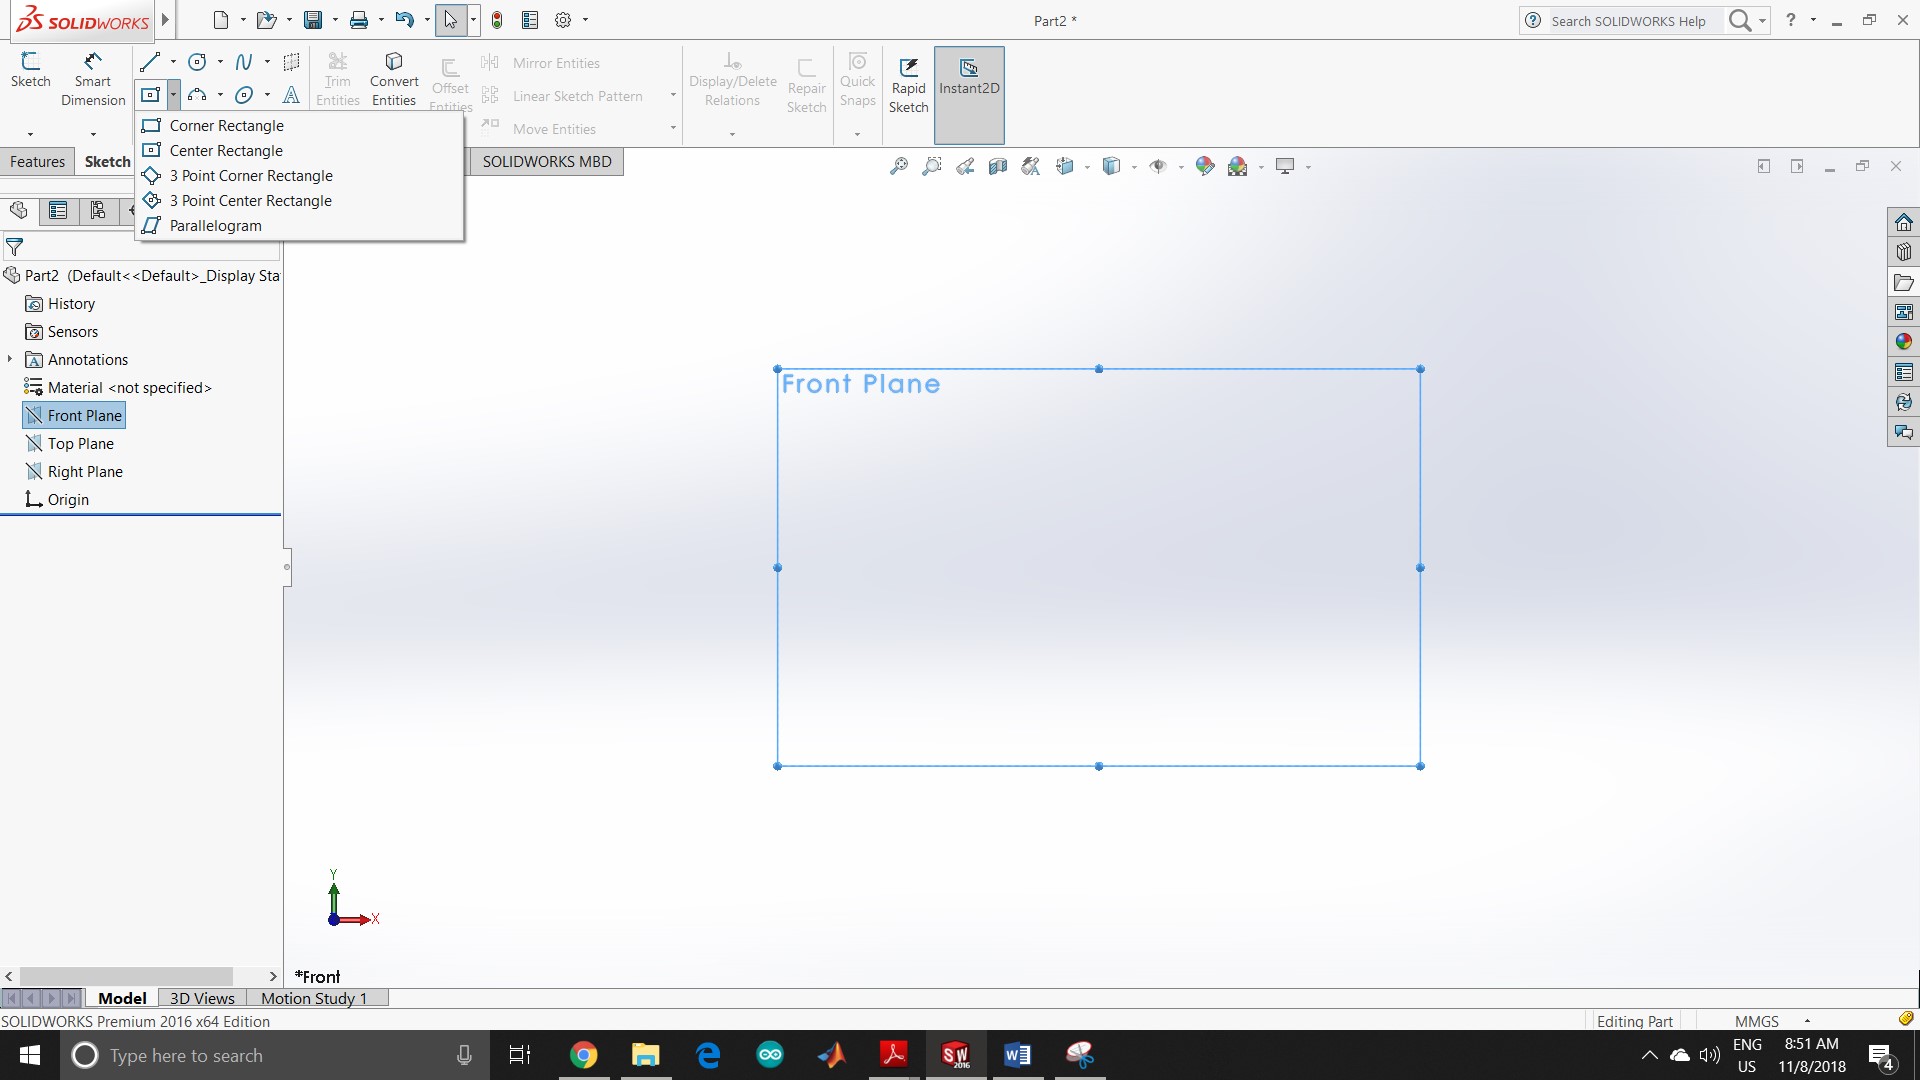 SOLIDWORKS
Part2 *
Search SOLIDWORKS Help
?
Sketch
Smart Dimension
Trim Entities
Convert Entities
Offset Entities
Mirror Entities
Linear Sketch Pattern
Move Entities
Display/Delete Relations
Repair Sketch
Quick Snaps
Rapid Sketch
Instant2D
Corner Rectangle
Center Rectangle
3 Point Corner Rectangle
3 Point Center Rectangle
Parallelogram
Features
Sketch
SOLIDWORKS MBD
Part2 (Default<<Default>_Display Sta
History
Sensors
Annotations
Material <not specified>
Front Plane
Top Plane
Right Plane
Origin
Front Plane
Y
X
*Front
Model
3D Views
Motion Study 1
SOLIDWORKS Premium 2016 x64 Edition
Editing Part
MMGS
Type here to search
SW
2016
ENG
US
8:51 AM
11/8/2018
4